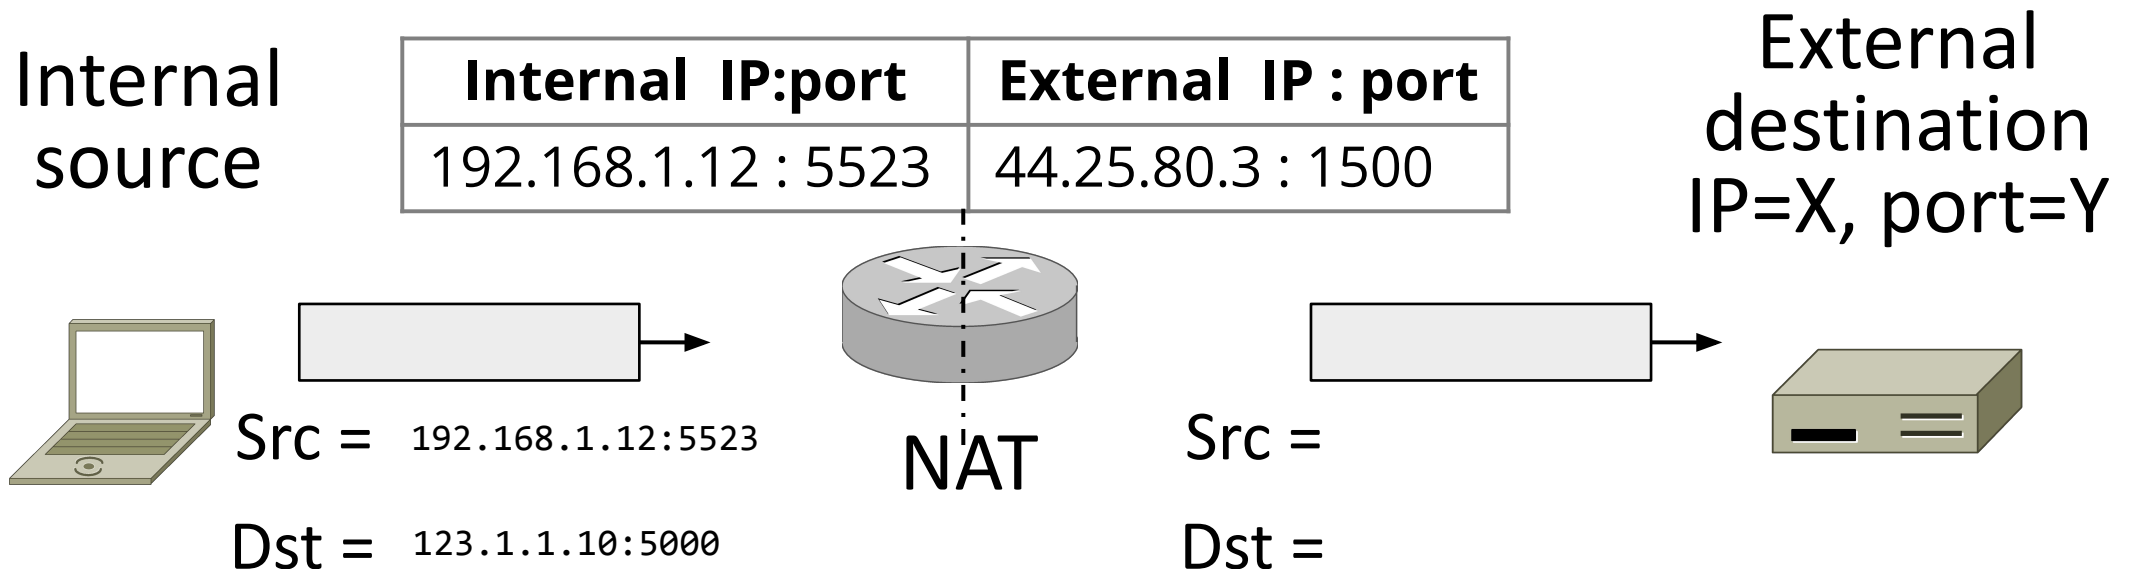 Internal
source
Internal  IP:port
External  IP : port
192.168.1.12 : 5523
44.25.80.3 : 1500
External
destination
IP=X, port=Y
Src = 192.168.1.12:5523
Dst = 123.1.1.10:5000
NAT
Src =
Dst =